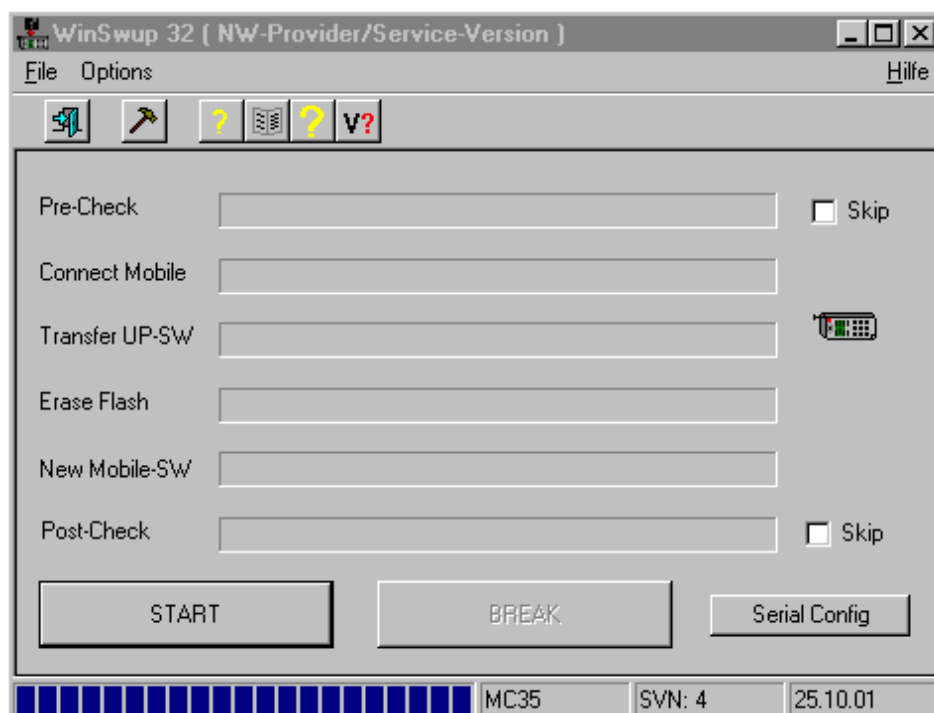 WinSwup 32 ( NW-Provider/Service-Version )
File Options Hilfe
? ? V?
Pre-Check Skip
Connect Mobile
Transfer UP-SW
Erase Flash
New Mobile-SW
Post-Check Skip
START BREAK Serial Config
MC35 SVN: 4 25.10.01